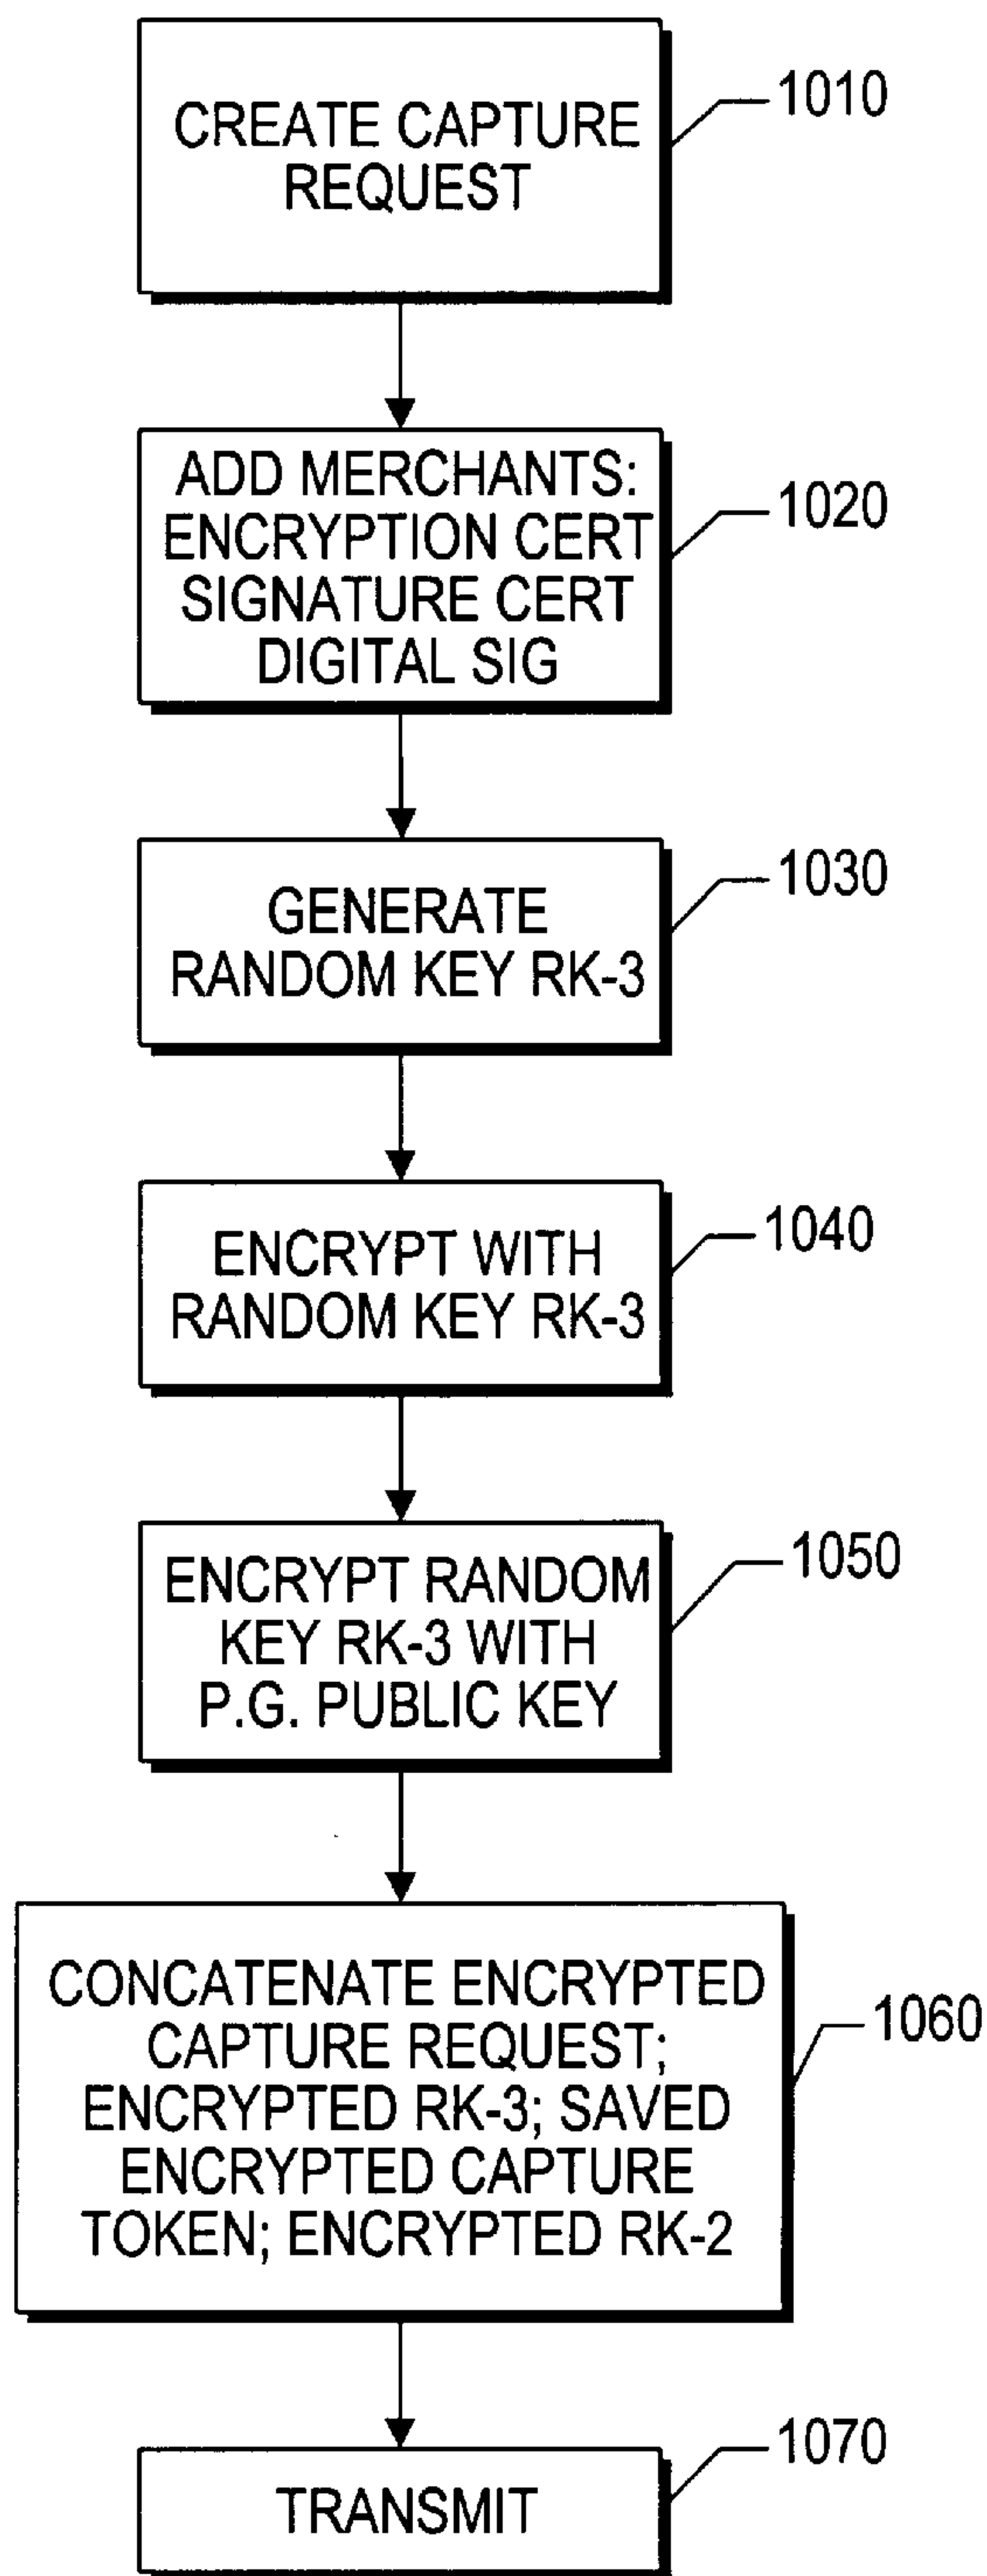 CREATE CAPTURE
REQUEST
1010
ADD MERCHANTS:
ENCRYPTION CERT
SIGNATURE CERT
DIGITAL SIG
1020
GENERATE
RANDOM KEY RK-3
1030
ENCRYPT WITH
RANDOM KEY RK-3
1040
ENCRYPT RANDOM
KEY RK-3 WITH
P.G. PUBLIC KEY
1050
CONCATENATE ENCRYPTED
CAPTURE REQUEST;
ENCRYPTED RK-3; SAVED
ENCRYPTED CAPTURE
TOKEN; ENCRYPTED RK-2
1060
TRANSMIT
1070